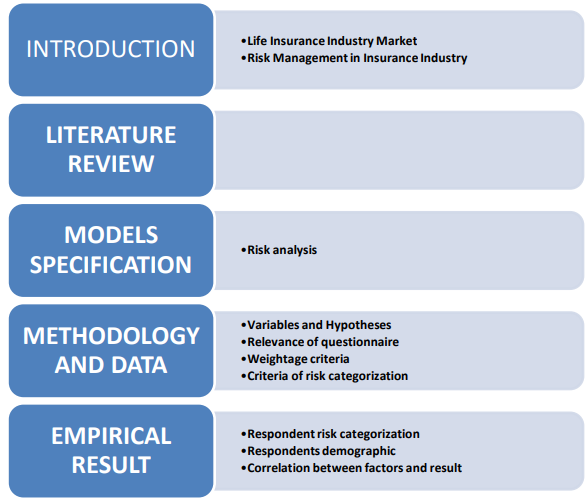 INTRODUCTION
•Life Insurance Industry Market
•Risk Management in Insurance Industry
LITERATURE
REVIEW
MODELS
SPECIFICATION
•Risk analysis
METHODOLOGY
AND DATA
•Variables and Hypotheses
•Relevance of questionnaire
•Weightage criteria
•Criteria of risk categorization
EMPIRICAL
RESULT
•Respondent risk categorization
•Respondents demographic
•Correlation between factors and result